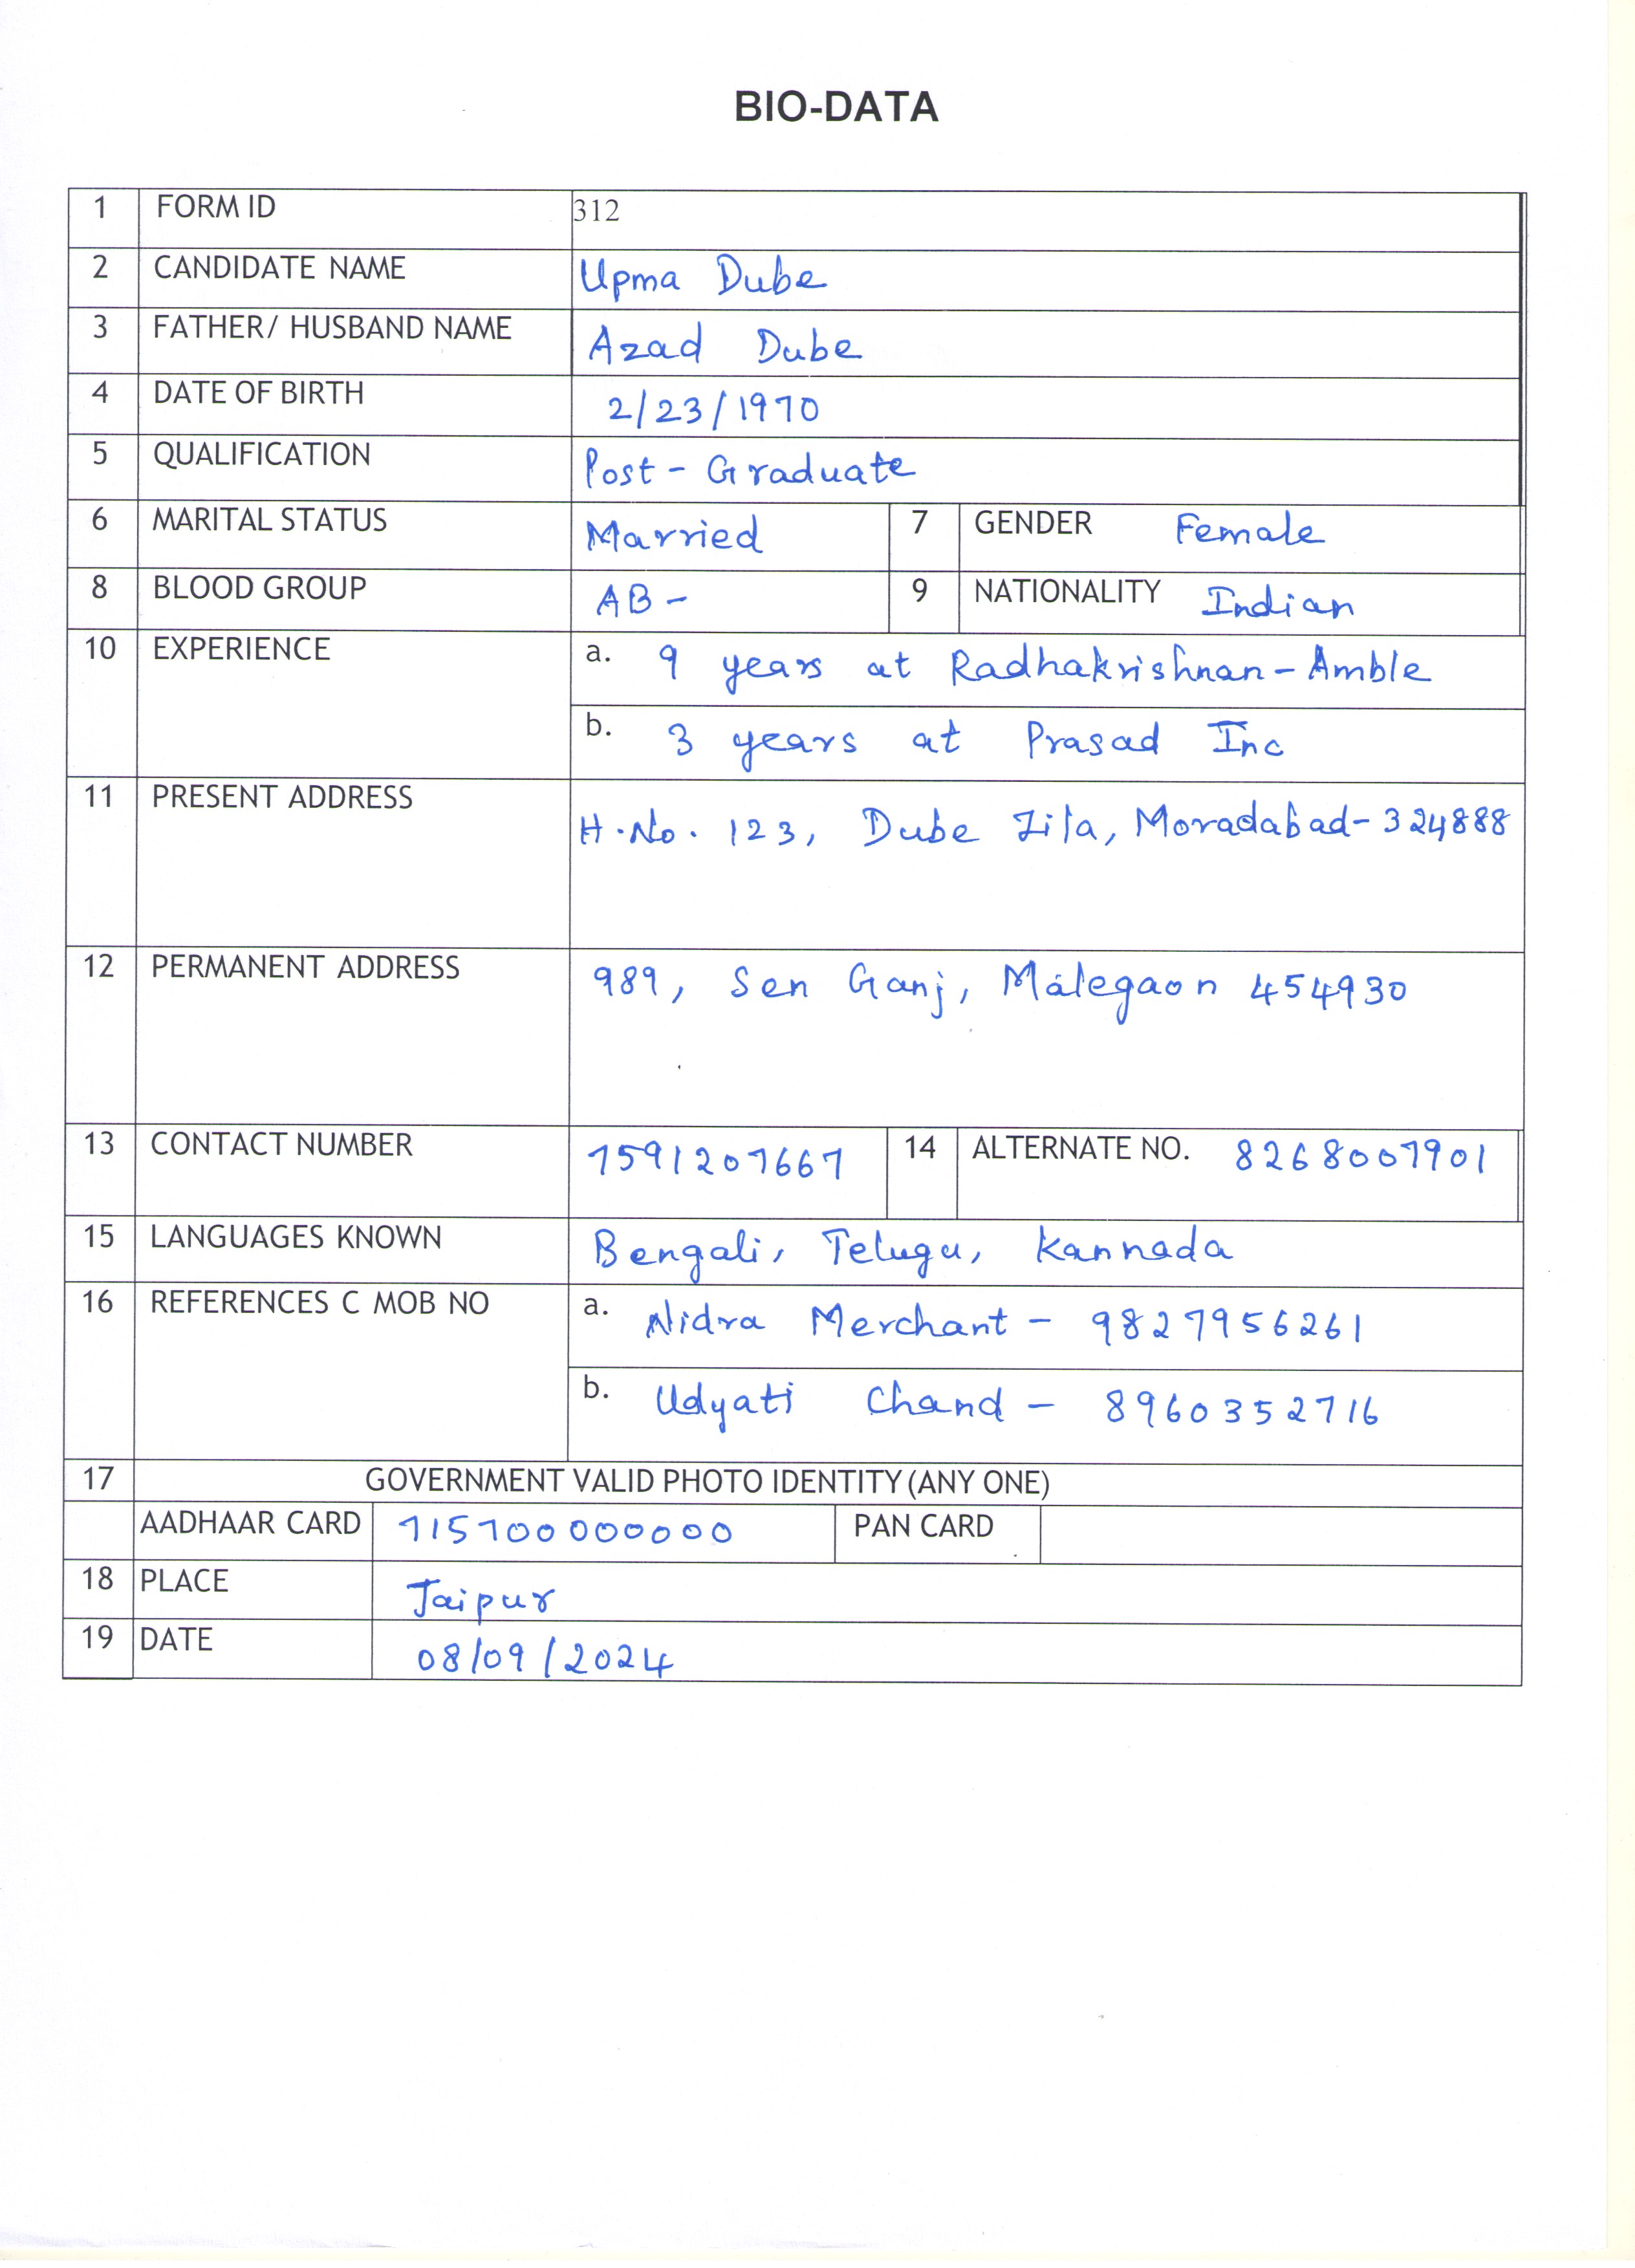 BIO-DATA
1 FORM ID 312
2 CANDIDATE NAME Upma Dube
3 FATHER/ HUSBAND NAME Azad Dube
4 DATE OF BIRTH 2/23/1970
5 QUALIFICATION Post-Graduate
6 MARITAL STATUS Married 7 GENDER Female
8 BLOOD GROUP AB- 9 NATIONALITY Indian
10 EXPERIENCE a. 9 years at Radhakrishnan-Amble
b. 3 years at Prasad Inc
11 PRESENT ADDRESS H.No. 123, Dube Zila, Moradabad-324888
12 PERMANENT ADDRESS 989, Sen Ganj, Malegaon 454930
13 CONTACT NUMBER 7591207667 14 ALTERNATE NO. 8268007901
15 LANGUAGES KNOWN Bengali, Telugu, Kannada
16 REFERENCES C MOB NO a. Nidra Merchant - 9827956261
b. Udyati Chand - 8960352716
17 GOVERNMENT VALID PHOTO IDENTITY (ANY ONE)
AADHAAR CARD 715700000000 PAN CARD
18 PLACE Jaipur
19 DATE 08/09/2024